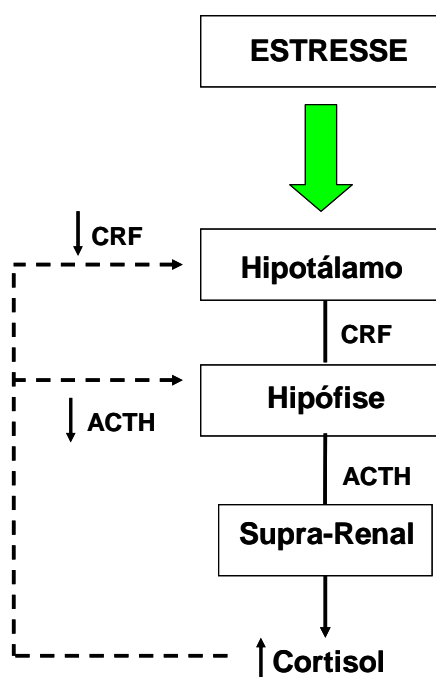 ESTRESSE
↓ CRF
Hipotálamo
CRF
Hipófise
↓ ACTH
ACTH
Supra-Renal
↑ Cortisol